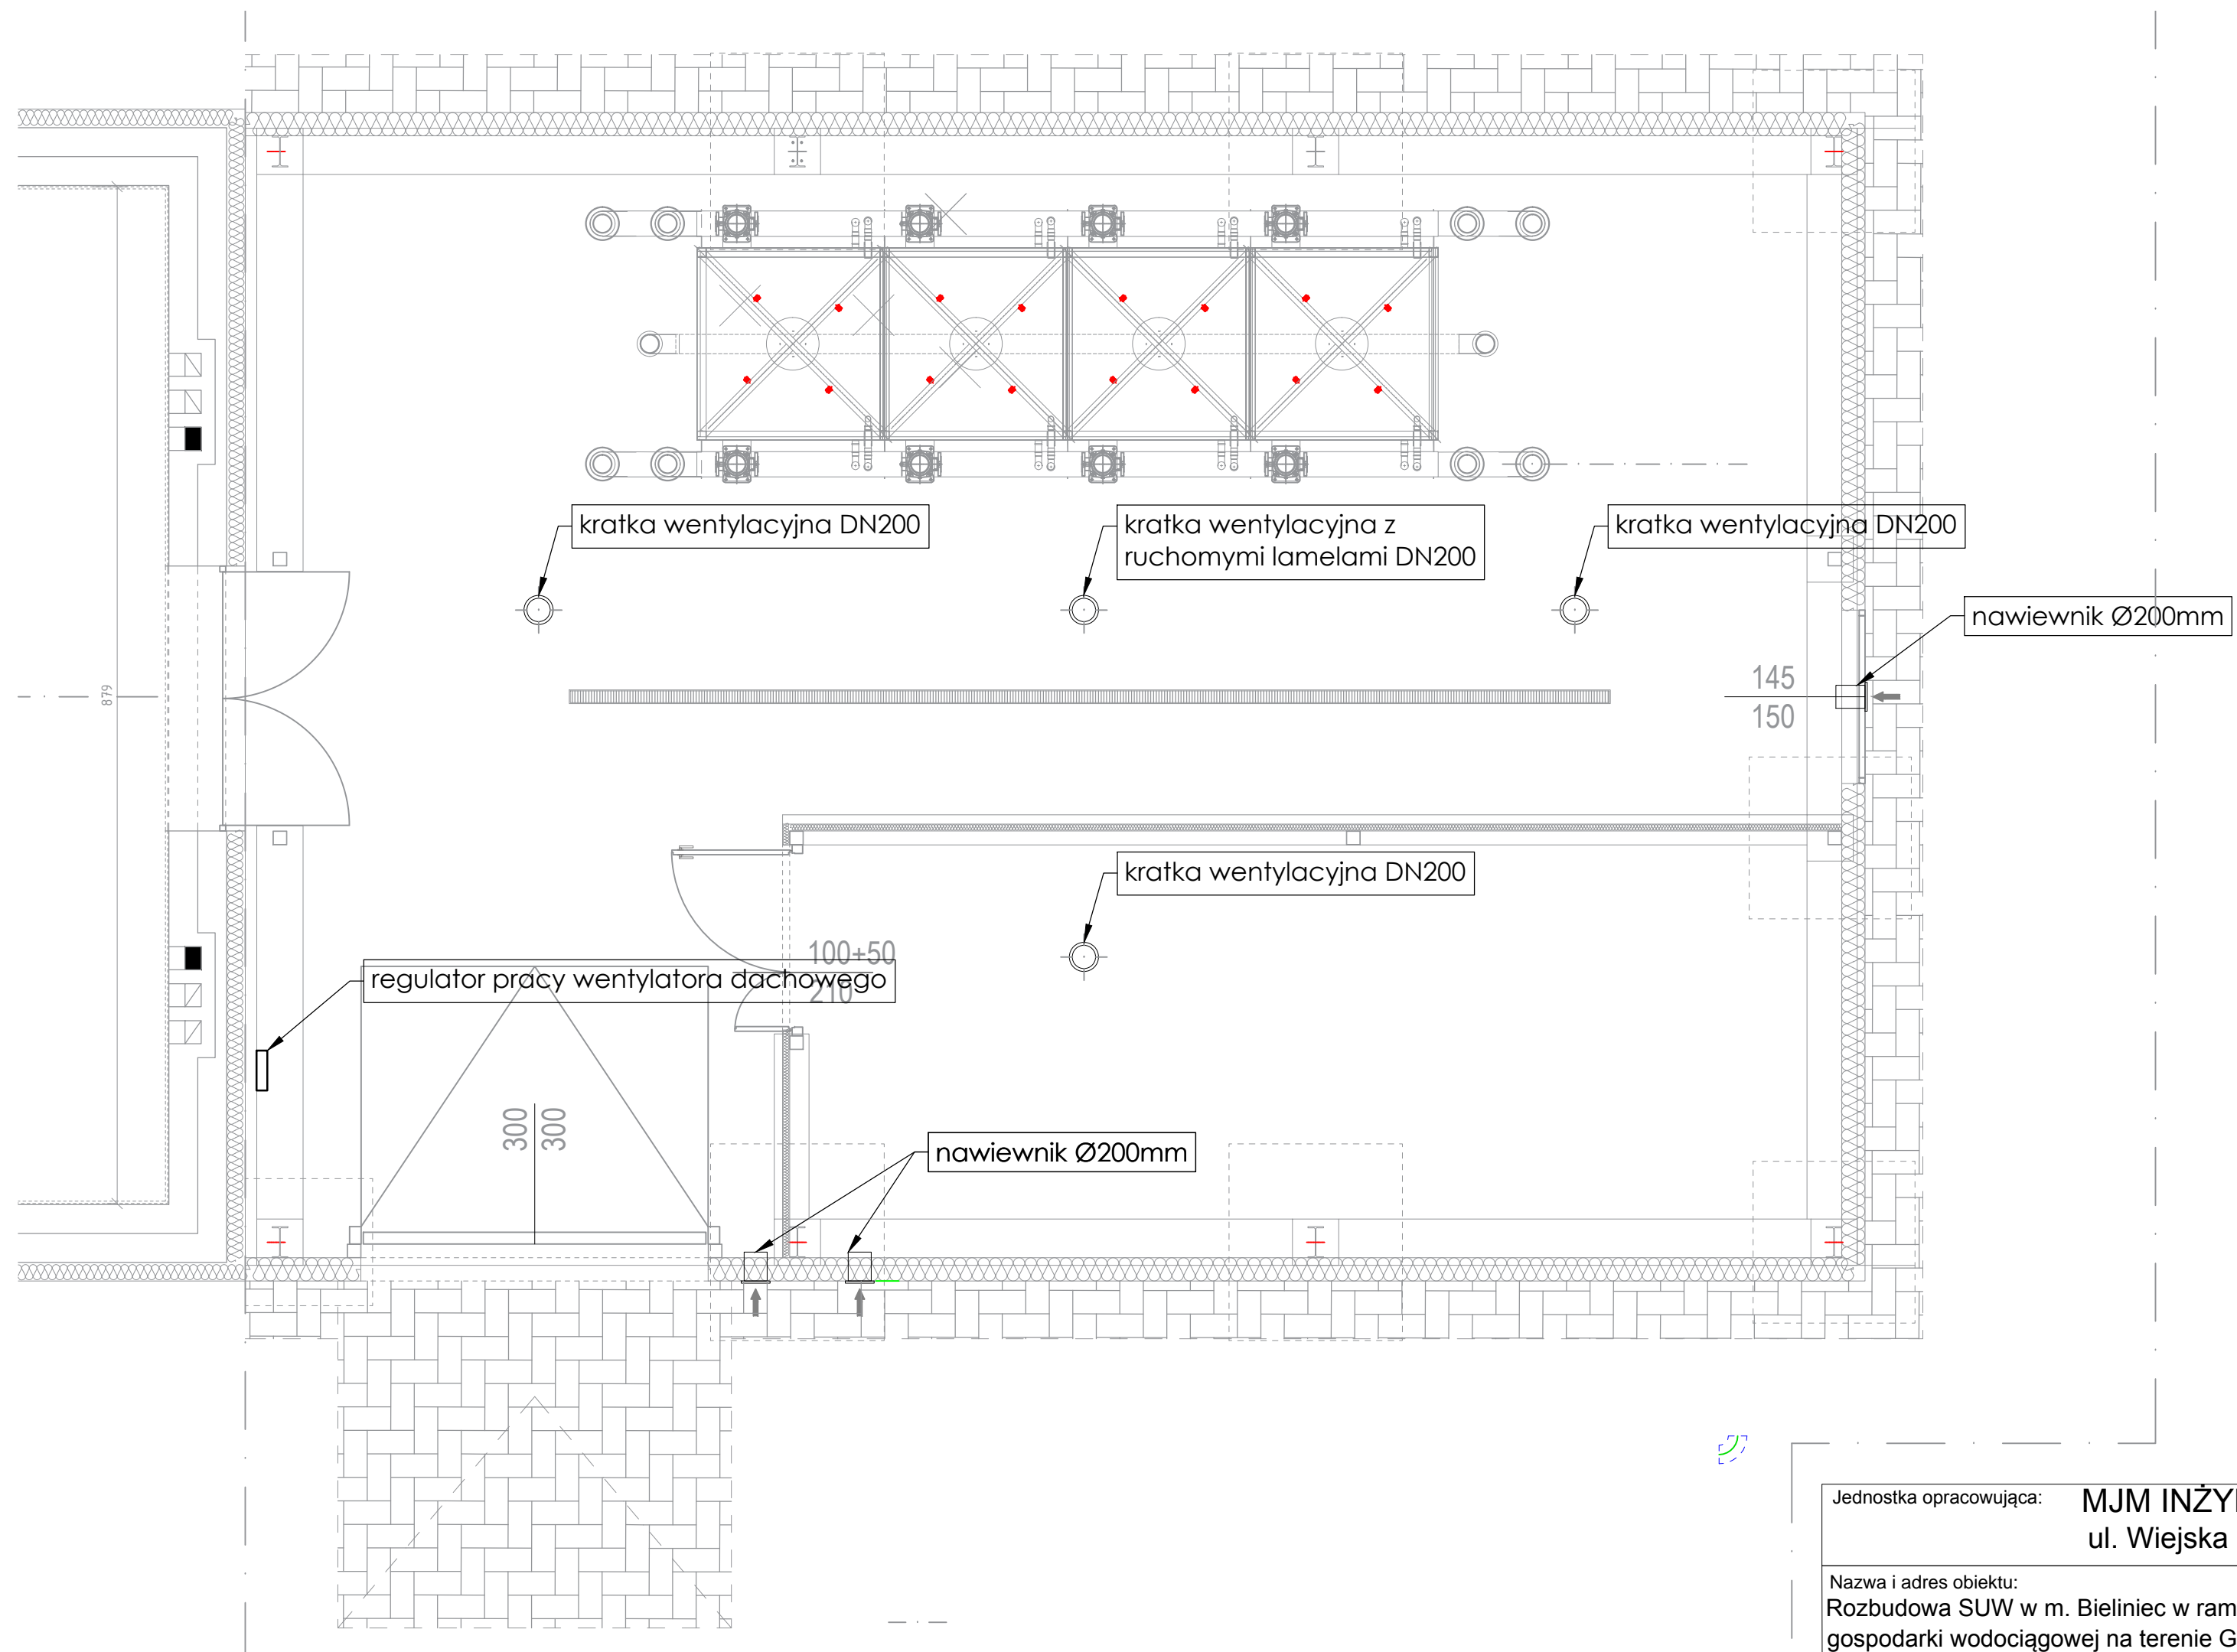 kratka wentylacyjna DN200
kratka wentylacyjna z
ruchomymi lamelami DN200
kratka wentylacyjna DN200
nawiewnik Ø200mm
145
150
879
kratka wentylacyjna DN200
100+50
210
regulator pracy wentylatora dachowego
300
300
nawiewnik Ø200mm
Jednostka opracowująca:
MJM
ul. Wiejska
Nazwa i adres obiektu:
Rozbudowa SUW w m. Bieliniec w ram
gospodarki wodociągowej na terenie G